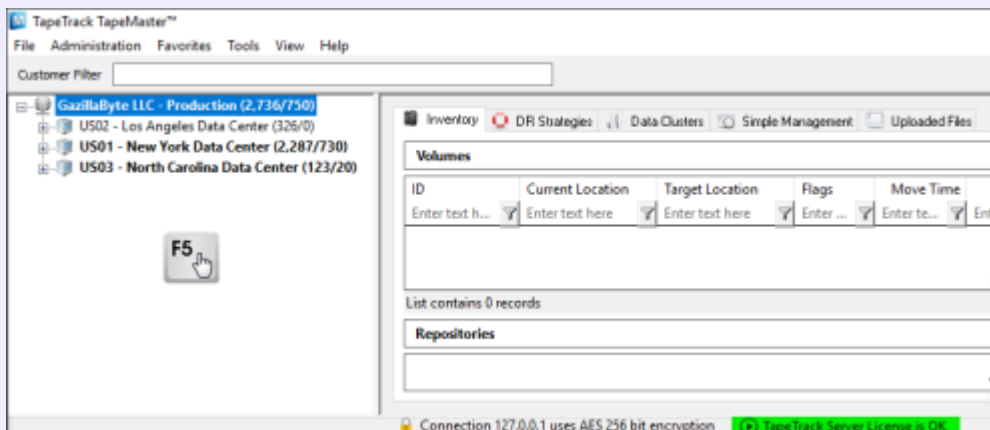 TapeTrack TapeMaster™
File Administration Favorites Tools View Help
Customer Filter
GazillaByte LLC - Production (2,736/750)
US02 - Los Angeles Data Center (326/0)
US01 - New York Data Center (2,287/730)
US03 - North Carolina Data Center (123/20)
F5
Inventory DR Strategies Data Clusters Simple Management Uploaded Files
Volumes
ID Current Location Target Location Flags Move Time
Enter text h... Enter text here Enter text here Enter ... Enter te... Ent
List contains 0 records
Repositories
Connection 127.0.0.1 uses AES 256 bit encryption TapeTrack Server License is OK